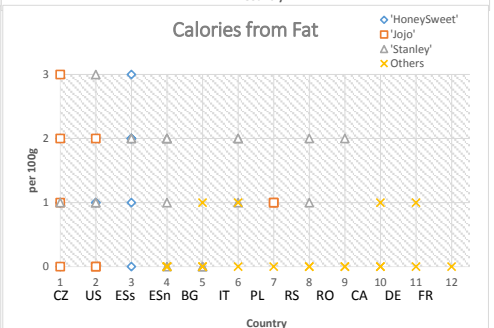 Calories from Fat
'HoneySweet'
'Jojo'
'Stanley'
Others
per 100g
3
2
1
0
1 2 3 4 5 6 7 8 9 10 11 12
CZ US ESs ESn BG IT PL RS RO CA DE FR
Country